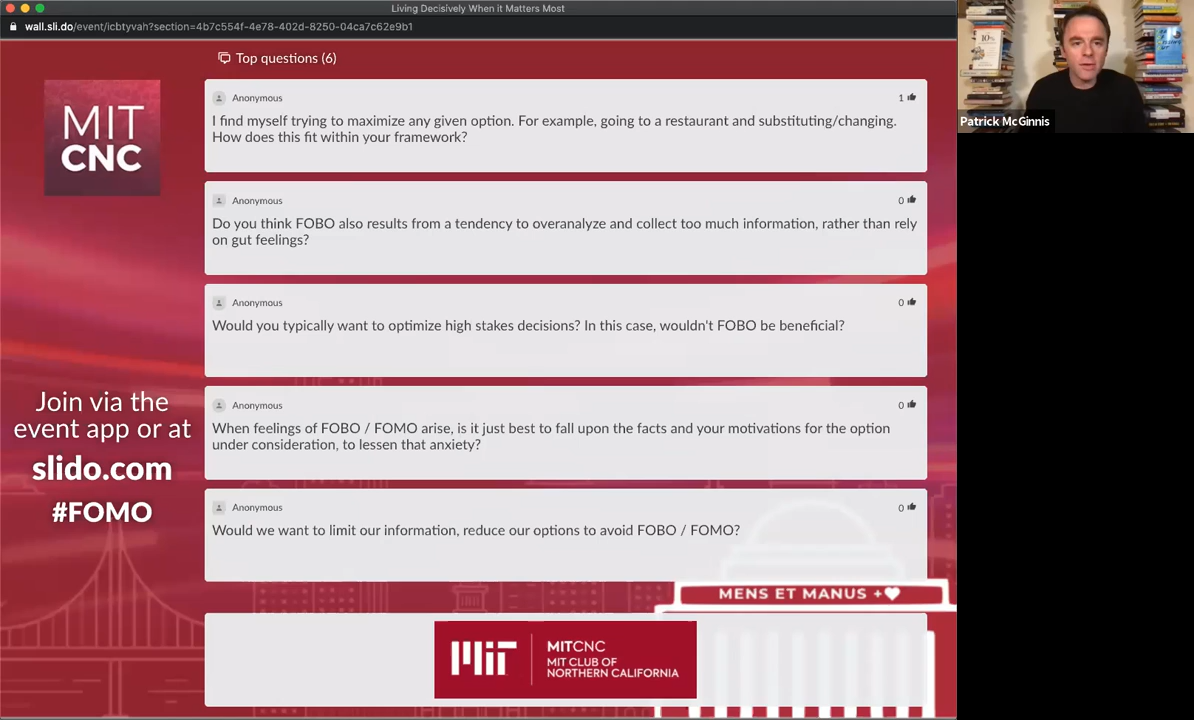 Living Decisively When it Matters Most
wall.sli.do/event/icbtyvah?section=4b7c554f-4e78-402d-8250-04ca7c62e9b1
Top questions (6)
MIT
CNC
Anonymous
1
I find myself trying to maximize any given option. For example, going to a restaurant and substituting/changing.
How does this fit within your framework?
Anonymous
0
Do you think FOBO also results from a tendency to overanalyze and collect too much information, rather than rely
on gut feelings?
Anonymous
0
Would you typically want to optimize high stakes decisions? In this case, wouldn't FOBO be beneficial?
Anonymous
0
When feelings of FOBO / FOMO arise, is it just best to fall upon the facts and your motivations for the option
under consideration, to lessen that anxiety?
Anonymous
0
Would we want to limit our information, reduce our options to avoid FOBO / FOMO?
Join via the
event app or at
slido.com
#FOMO
MENS ET MANUS +
MIT
MITCNC
MIT CLUB OF
NORTHERN CALIFORNIA
10%
Patrick McGinnis